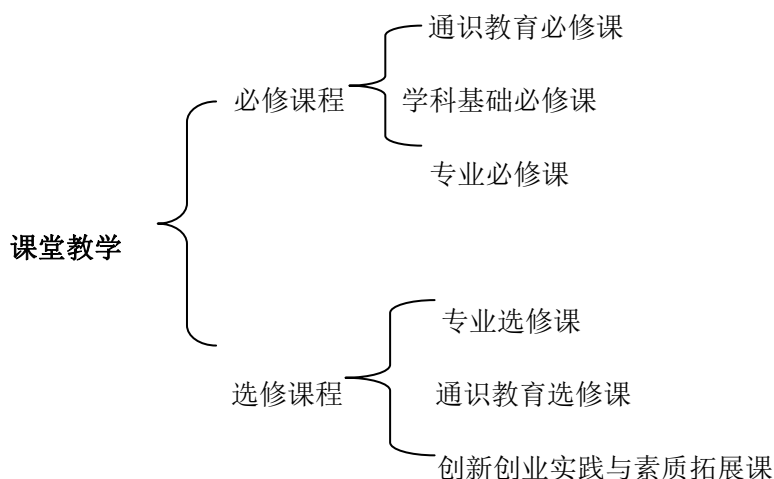 通识教育必修课
必修课程
学科基础必修课
专业必修课
课堂教学
专业选修课
选修课程
通识教育选修课
创新创业实践与素质拓展课